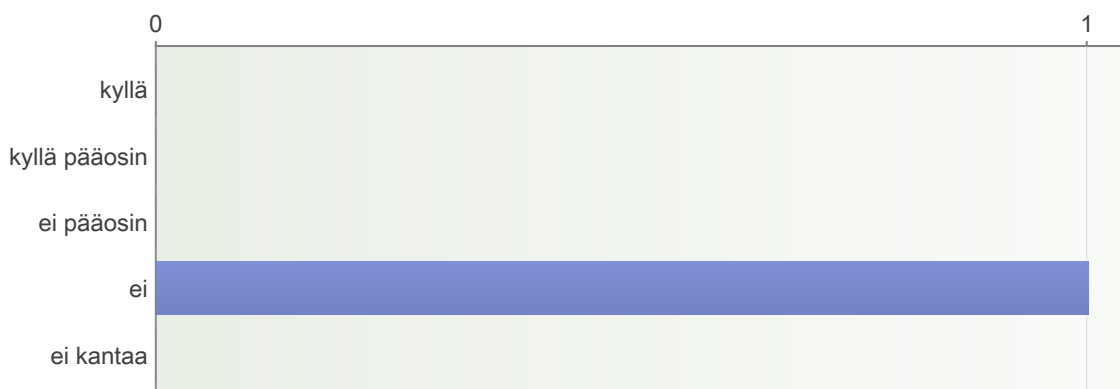 0 1
kyllä
kyllä pääosin
ei pääosin
ei
ei kantaa